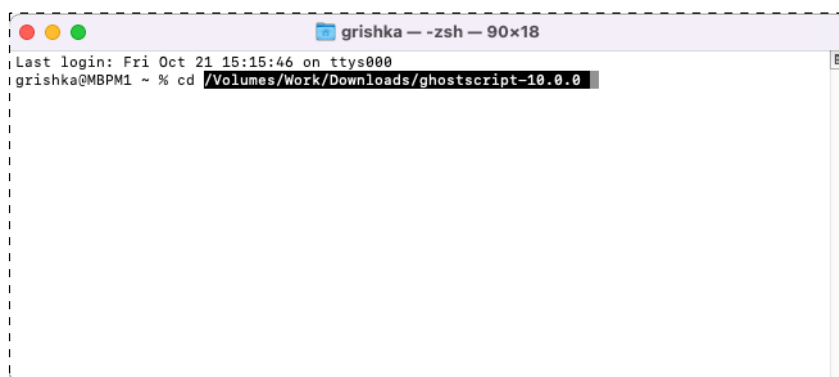 grishka — -zsh — 90×18
Last login: Fri Oct 21 15:15:46 on ttys000
grishka@MBPM1 ~ % cd /Volumes/Work/Downloads/ghostscript-10.0.0